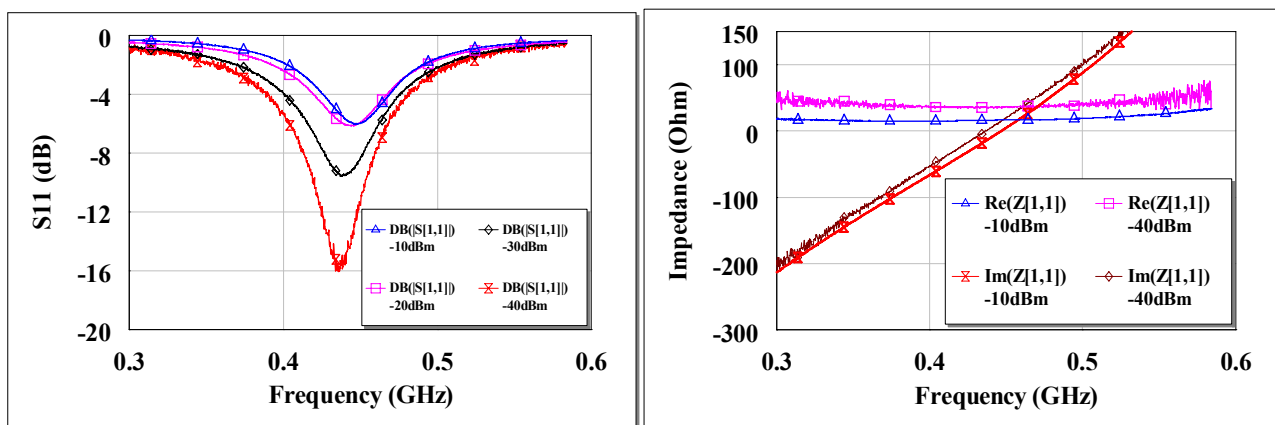 0
-4
-8
-12
-16
-20
S11 (dB)
0.3
0.4
0.5
0.6
Frequency (GHz)
DB(|S[1,1]|)
-10dBm
DB(|S[1,1]|)
-30dBm
DB(|S[1,1]|)
-20dBm
DB(|S[1,1]|)
-40dBm
150
100
0
-100
-200
-300
Impedance (Ohm)
0.3
0.4
0.5
0.6
Frequency (GHz)
Re(Z[1,1])
-10dBm
Re(Z[1,1])
-40dBm
Im(Z[1,1])
-10dBm
Im(Z[1,1])
-40dBm